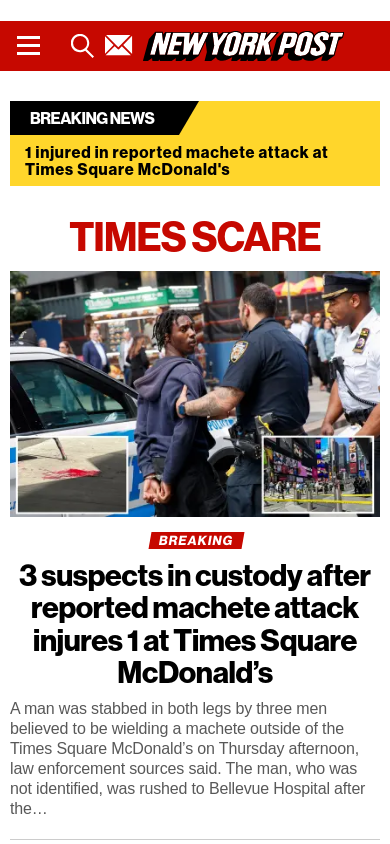 NEW YORK POST
BREAKING NEWS
1 injured in reported machete attack at
Times Square McDonald's
TIMES SCARE
BREAKING
3 suspects in custody after
reported machete attack
injures 1 at Times Square
McDonald’s
A man was stabbed in both legs by three men
believed to be wielding a machete outside of the
Times Square McDonald’s on Thursday afternoon,
law enforcement sources said. The man, who was
not identified, was rushed to Bellevue Hospital after
the…